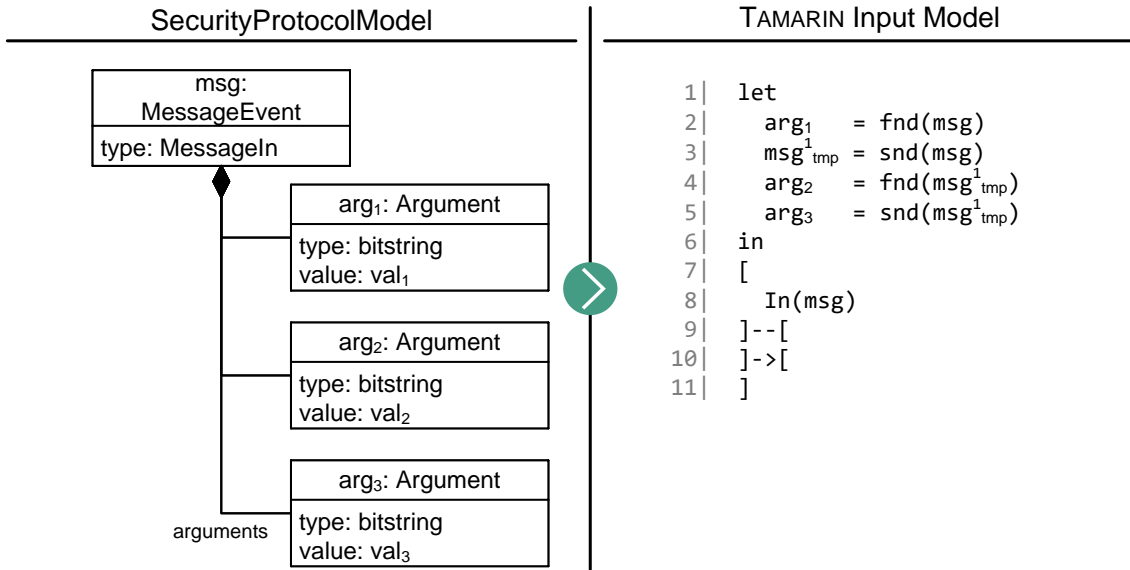 SecurityProtocolModel
msg:
MessageEvent
type: MessageIn
arg₁: Argument
type: bitstring
value: val₁
arg₂: Argument
type: bitstring
value: val₂
arg₃: Argument
type: bitstring
value: val₃
arguments
TAMARIN Input Model
1| let
2| arg₁ = fnd(msg)
3| msg¹tmp = snd(msg)
4| arg₂ = fnd(msg¹tmp)
5| arg₃ = snd(msg¹tmp)
6| in
7| [
8| In(msg)
9| ]--[
10| ]->[
11| ]